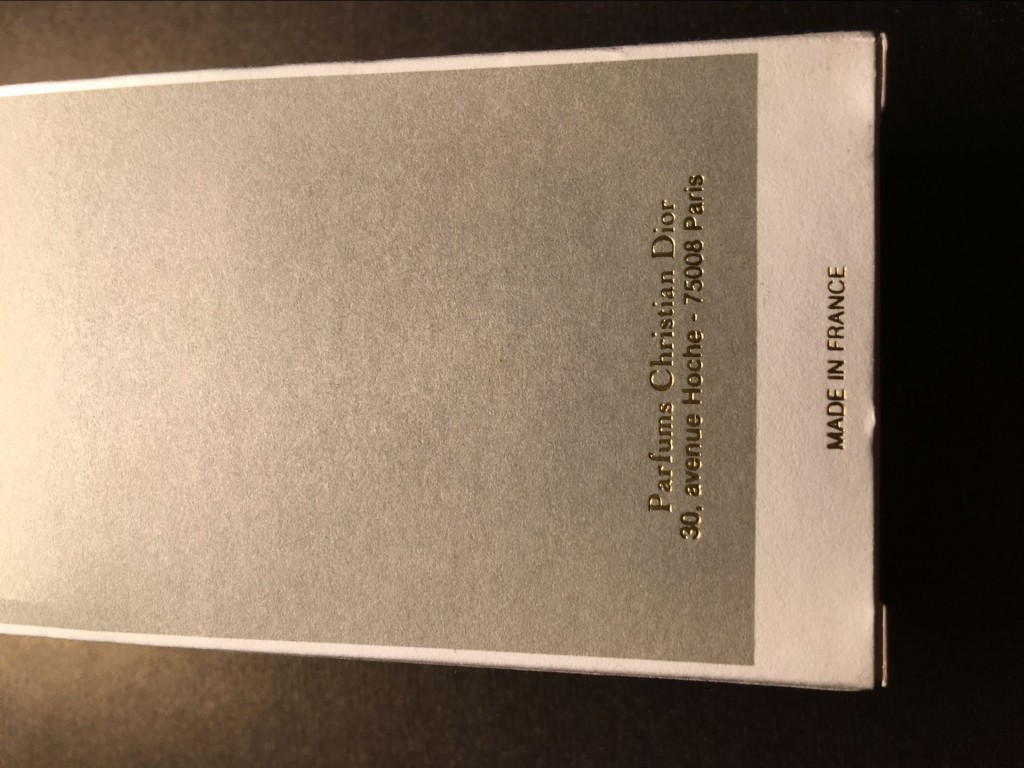 Parfums Christian Dior
30, avenue Hoche - 75008 Paris
MADE IN FRANCE